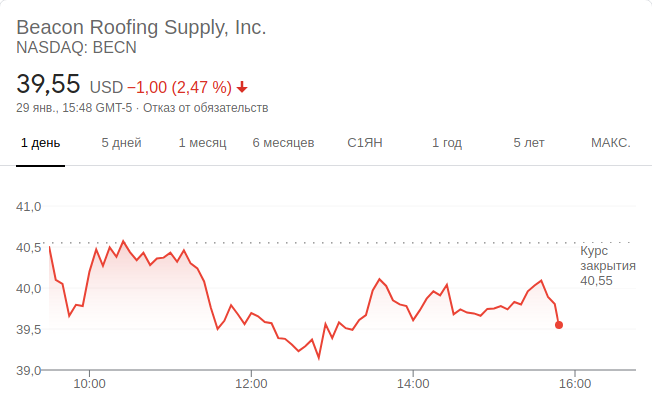 Beacon Roofing Supply, Inc.
NASDAQ: BECN
39,55 USD −1,00 (2,47 %)
29 янв., 15:48 GMT-5 · Отказ от обязательств
1 день 5 дней 1 месяц 6 месяцев С1ЯН 1 год 5 лет МАКС.
41,0
40,5
Курс
закрытия
40,55
40,0
39,5
39,0
10:00 12:00 14:00 16:00